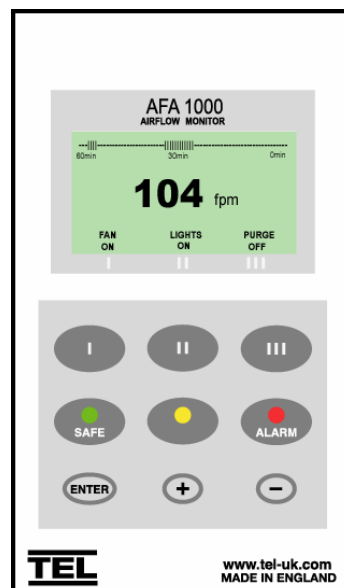 AFA 1000
AIRFLOW MONITOR
60min 30min 0min
104 fpm
FAN LIGHTS PURGE
ON ON OFF
I II III
I II III
SAFE ALARM
ENTER + −
TEL www.tel-uk.com
MADE IN ENGLAND